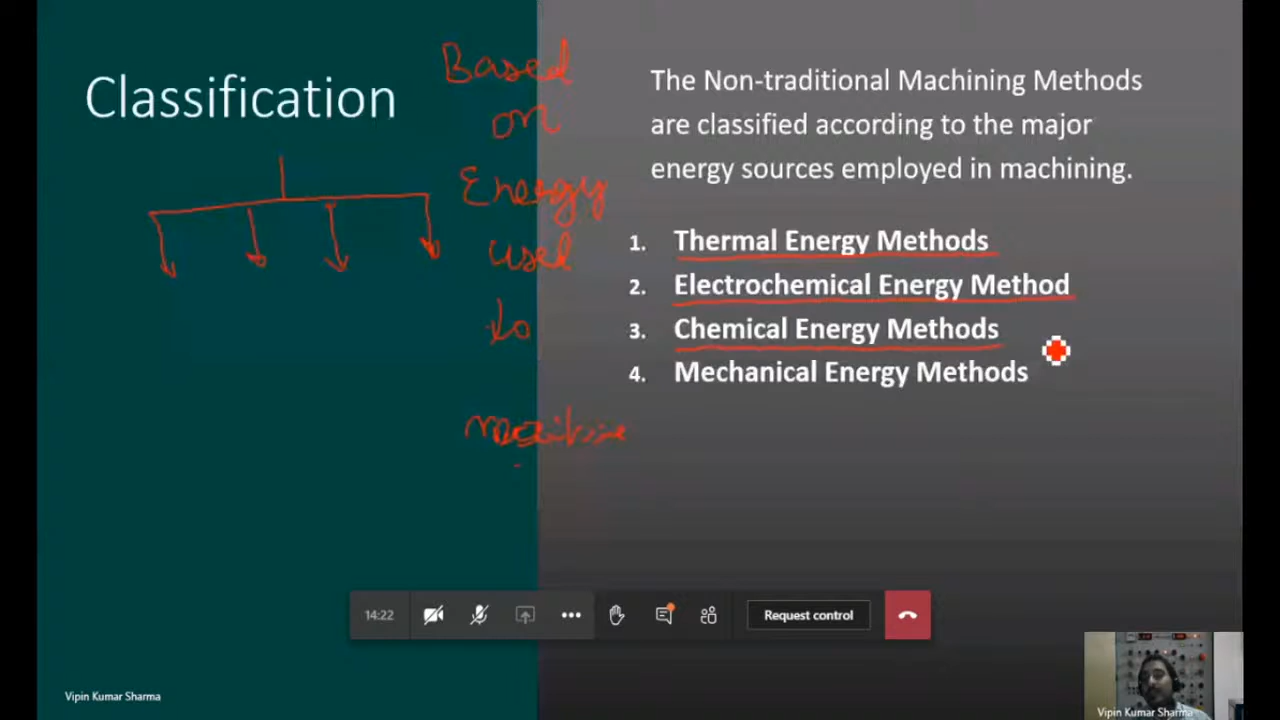 Classification
Based
on
Energy
used
to
The Non-traditional Machining Methods
are classified according to the major
energy sources employed in machining.
1. Thermal Energy Methods
2. Electrochemical Energy Method
3. Chemical Energy Methods
4. Mechanical Energy Methods
14:22
Request control
Vipin Kumar Sharma
Vipin Kumar Sharma